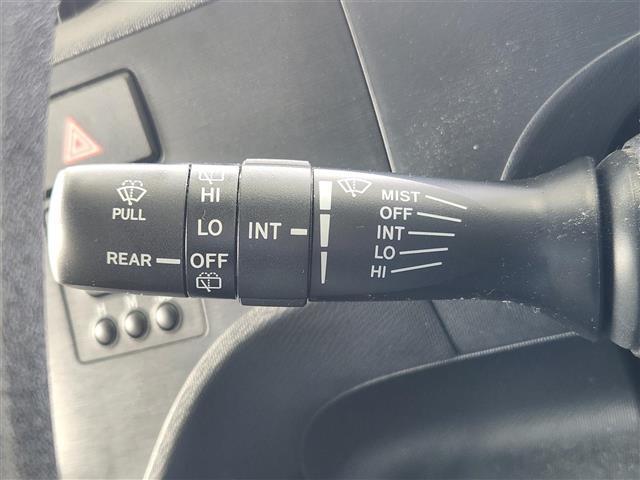 PULL
REAR
HI
LO
OFF
INT
MIST
OFF
INT
LO
HI